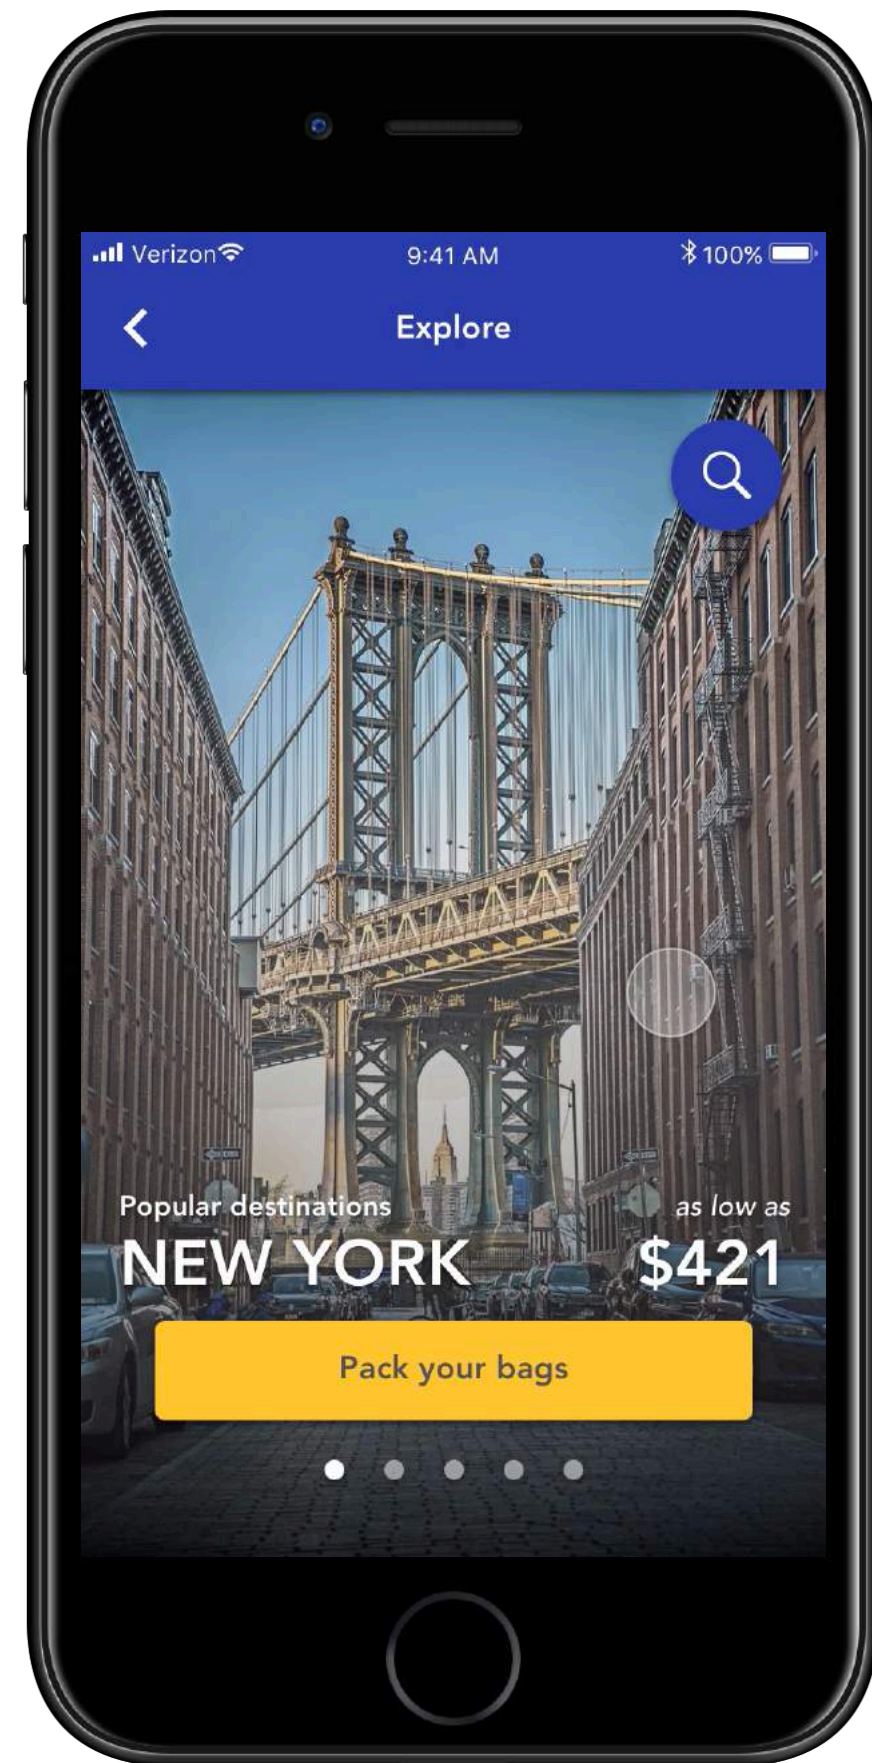 Verizon 9:41 AM 100%
Explore
Popular destinations as low as
NEW YORK $421
Pack your bags